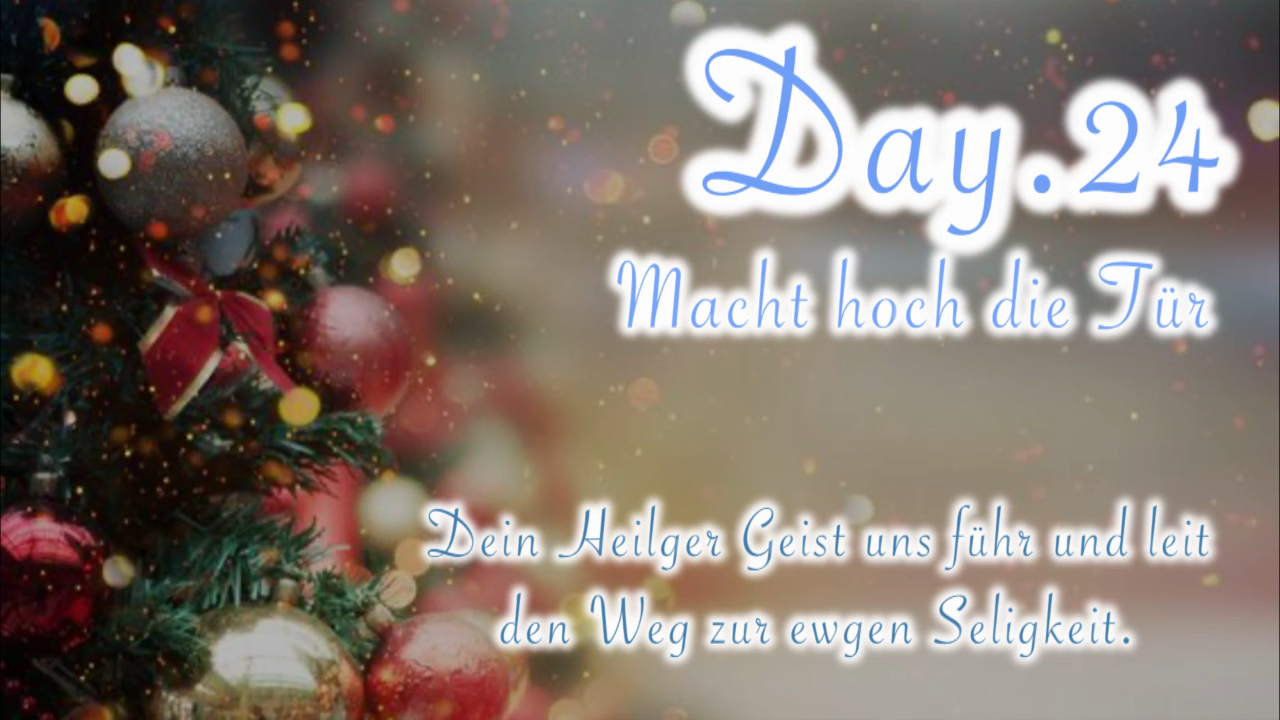 Day.24
Macht hoch die Tür
Dein Heilger Geist uns führ und leit
den Weg zur ewgen Seligkeit.